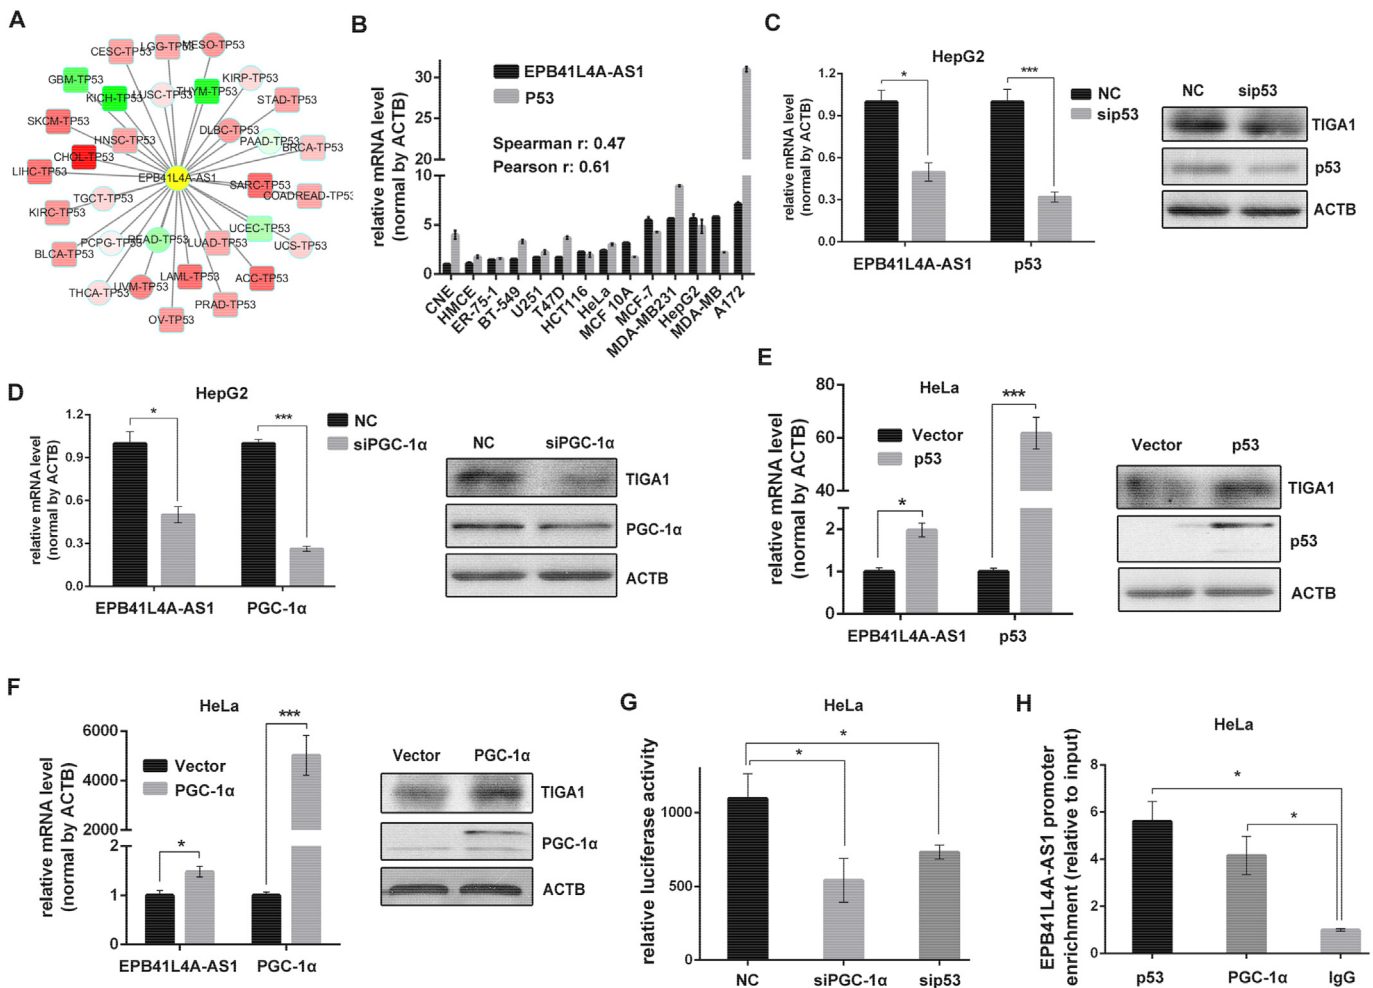 A
CESC-TP53
LGG-TP53
MESO-TP53
GBM-TP53
KICH-TP53
LUSC-TP53
THYM-TP53
KIRP-TP53
STAD-TP53
SKCM-TP53
HNSC-TP53
DLBC-TP53
PAAD-TP53
BRCA-TP53
CHOL-TP53
LIHC-TP53
EPB41L4A-AS1
SARC-TP53
COADREAD-TP53
TGCT-TP53
KIRC-TP53
UCEC-TP53
PCPG-TP53
READ-TP53
LUAD-TP53
UCS-TP53
BLCA-TP53
LAML-TP53
ACC-TP53
THCA-TP53
UVM-TP53
PRAD-TP53
OV-TP53
B
relative mRNA level
(normal by ACTB)
30
20
10
5
0
EPB41L4A-AS1
P53
Spearman r: 0.47
Pearson r: 0.61
CNE
HMCE
ER-75-1
BT-549
U251
T47D
HCT116
HeLa
MCF 10A
MCF-7
MDA-MB231
HepG2
MDA-MB
A172
C
HepG2
relative mRNA level
(normal by ACTB)
1.2
0.9
0.6
0.3
0.0
*
***
NC
sip53
EPB41L4A-AS1
p53
NC sip53
TIGA1
p53
ACTB
D
HepG2
relative mRNA level
(normal by ACTB)
1.2
0.9
0.6
0.3
0.0
*
***
NC
siPGC-1α
EPB41L4A-AS1
PGC-1α
NC siPGC-1α
TIGA1
PGC-1α
ACTB
E
HeLa
relative mRNA level
(normal by ACTB)
80
60
40
2
1
0
*
***
Vector
p53
EPB41L4A-AS1
p53
Vector p53
TIGA1
p53
ACTB
F
HeLa
relative mRNA level
(normal by ACTB)
6000
4000
2000
2
1
0
*
***
Vector
PGC-1α
EPB41L4A-AS1
PGC-1α
Vector PGC-1α
TIGA1
PGC-1α
ACTB
G
HeLa
relative luciferase activity
1000
500
0
*
*
NC
siPGC-1α
sip53
H
HeLa
EPB41L4A-AS1 promoter
enrichment (relative to input)
8
6
4
2
0
*
*
p53
PGC-1α
IgG